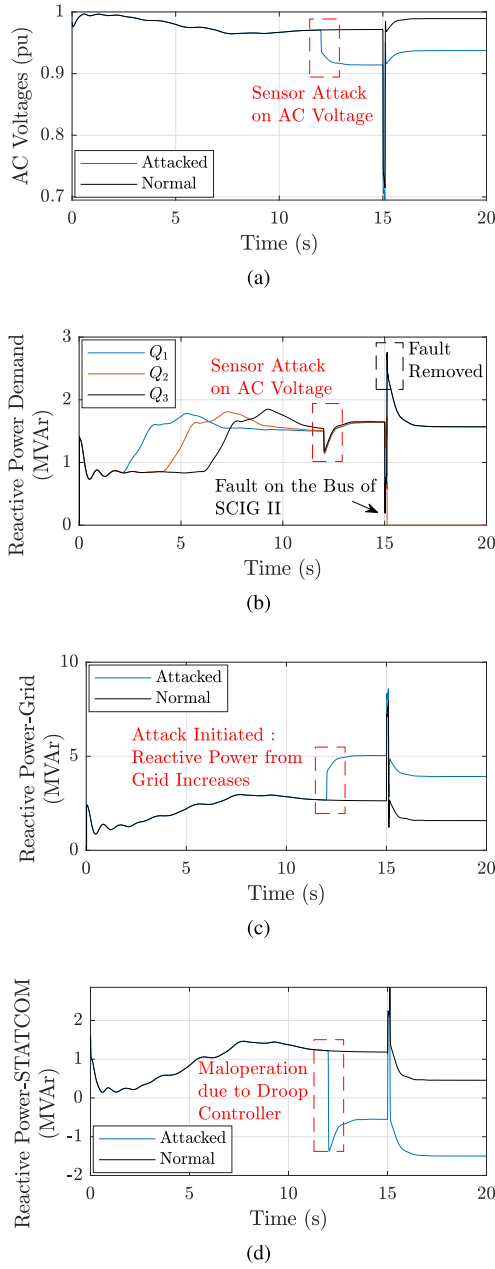 AC Voltages (pu)
1
0.9
0.8
0.7
Sensor Attack
on AC Voltage
Attacked
Normal
0 5 10 15 20
Time (s)
(a)
Reactive Power Demand
(MVAr)
3
2
1
0
Q1
Q2
Q3
Sensor Attack
on AC Voltage
Fault
Removed
Fault on the Bus of
SCIG II
0 5 10 15 20
Time (s)
(b)
Reactive Power-Grid
(MVAr)
10
5
0
Attacked
Normal
Attack Initiated :
Reactive Power from
Grid Increases
0 5 10 15 20
Time (s)
(c)
Reactive Power-STATCOM
(MVAr)
2
1
0
-1
-2
Maloperation
due to Droop
Controller
Attacked
Normal
0 5 10 15 20
Time (s)
(d)